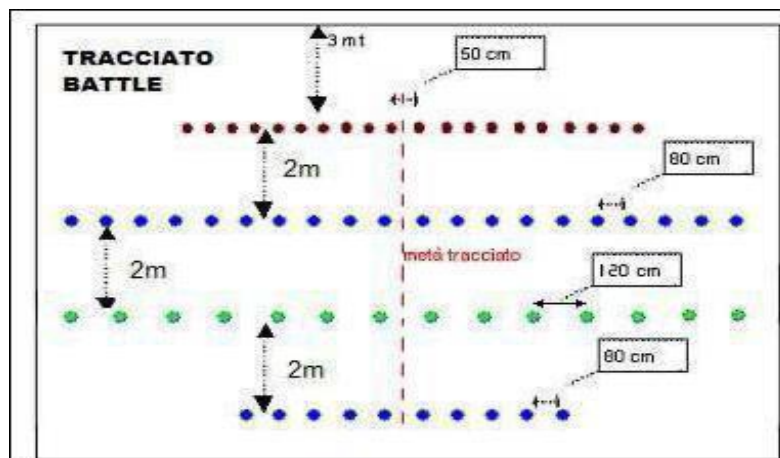 TRACCIATO
BATTLE
3 mt
50 cm
2m
80 cm
2m
metà tracciato
120 cm
2m
80 cm